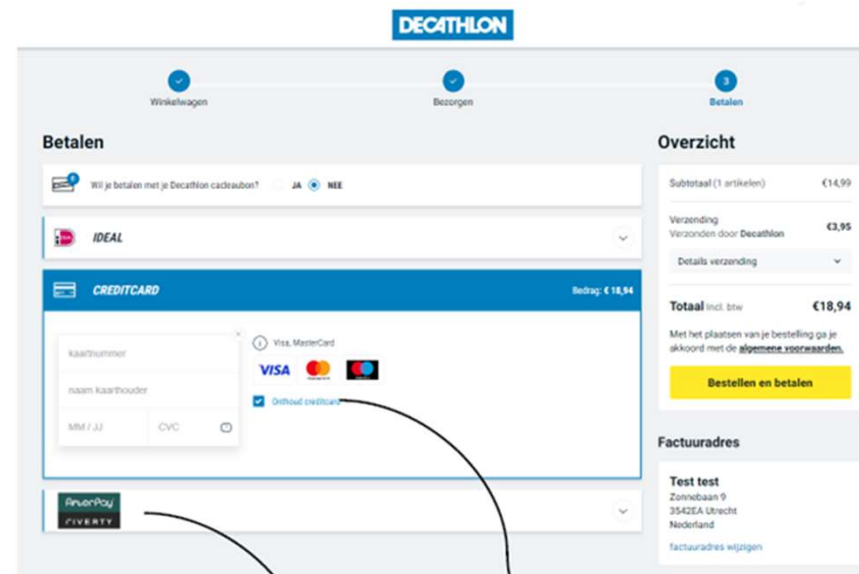 DECATHLON
Winkelwagen
Bezorgen
3
Betalen
Betalen
Wil je betalen met je Decathlon cadeaubon? JA NEE
IDEAL
CREDITCARD
Bedrag: € 18,94
kaartnummer
naam kaarthouder
MM / JJ CVC
Visa, MasterCard
VISA
Onthoud creditcard
AfterPay
RIVERTY
Overzicht
Subtotaal (1 artikelen) €14,99
Verzending €3,95
Verzonden door Decathlon
Details verzending
Totaal incl. btw €18,94
Met het plaatsen van je bestelling ga je
akkoord met de algemene voorwaarden.
Bestellen en betalen
Factuuradres
Test test
Zonnebaan 9
3542EA Utrecht
Nederland
factuuradres wijzigen